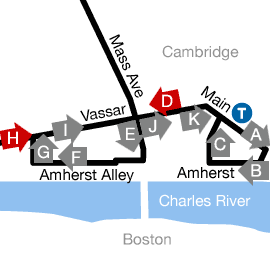 Mass Ave
Cambridge
Main
Vassar
D
T
H
I
E
J
K
A
G
F
C
B
Amherst Alley
Amherst
Charles River
Boston